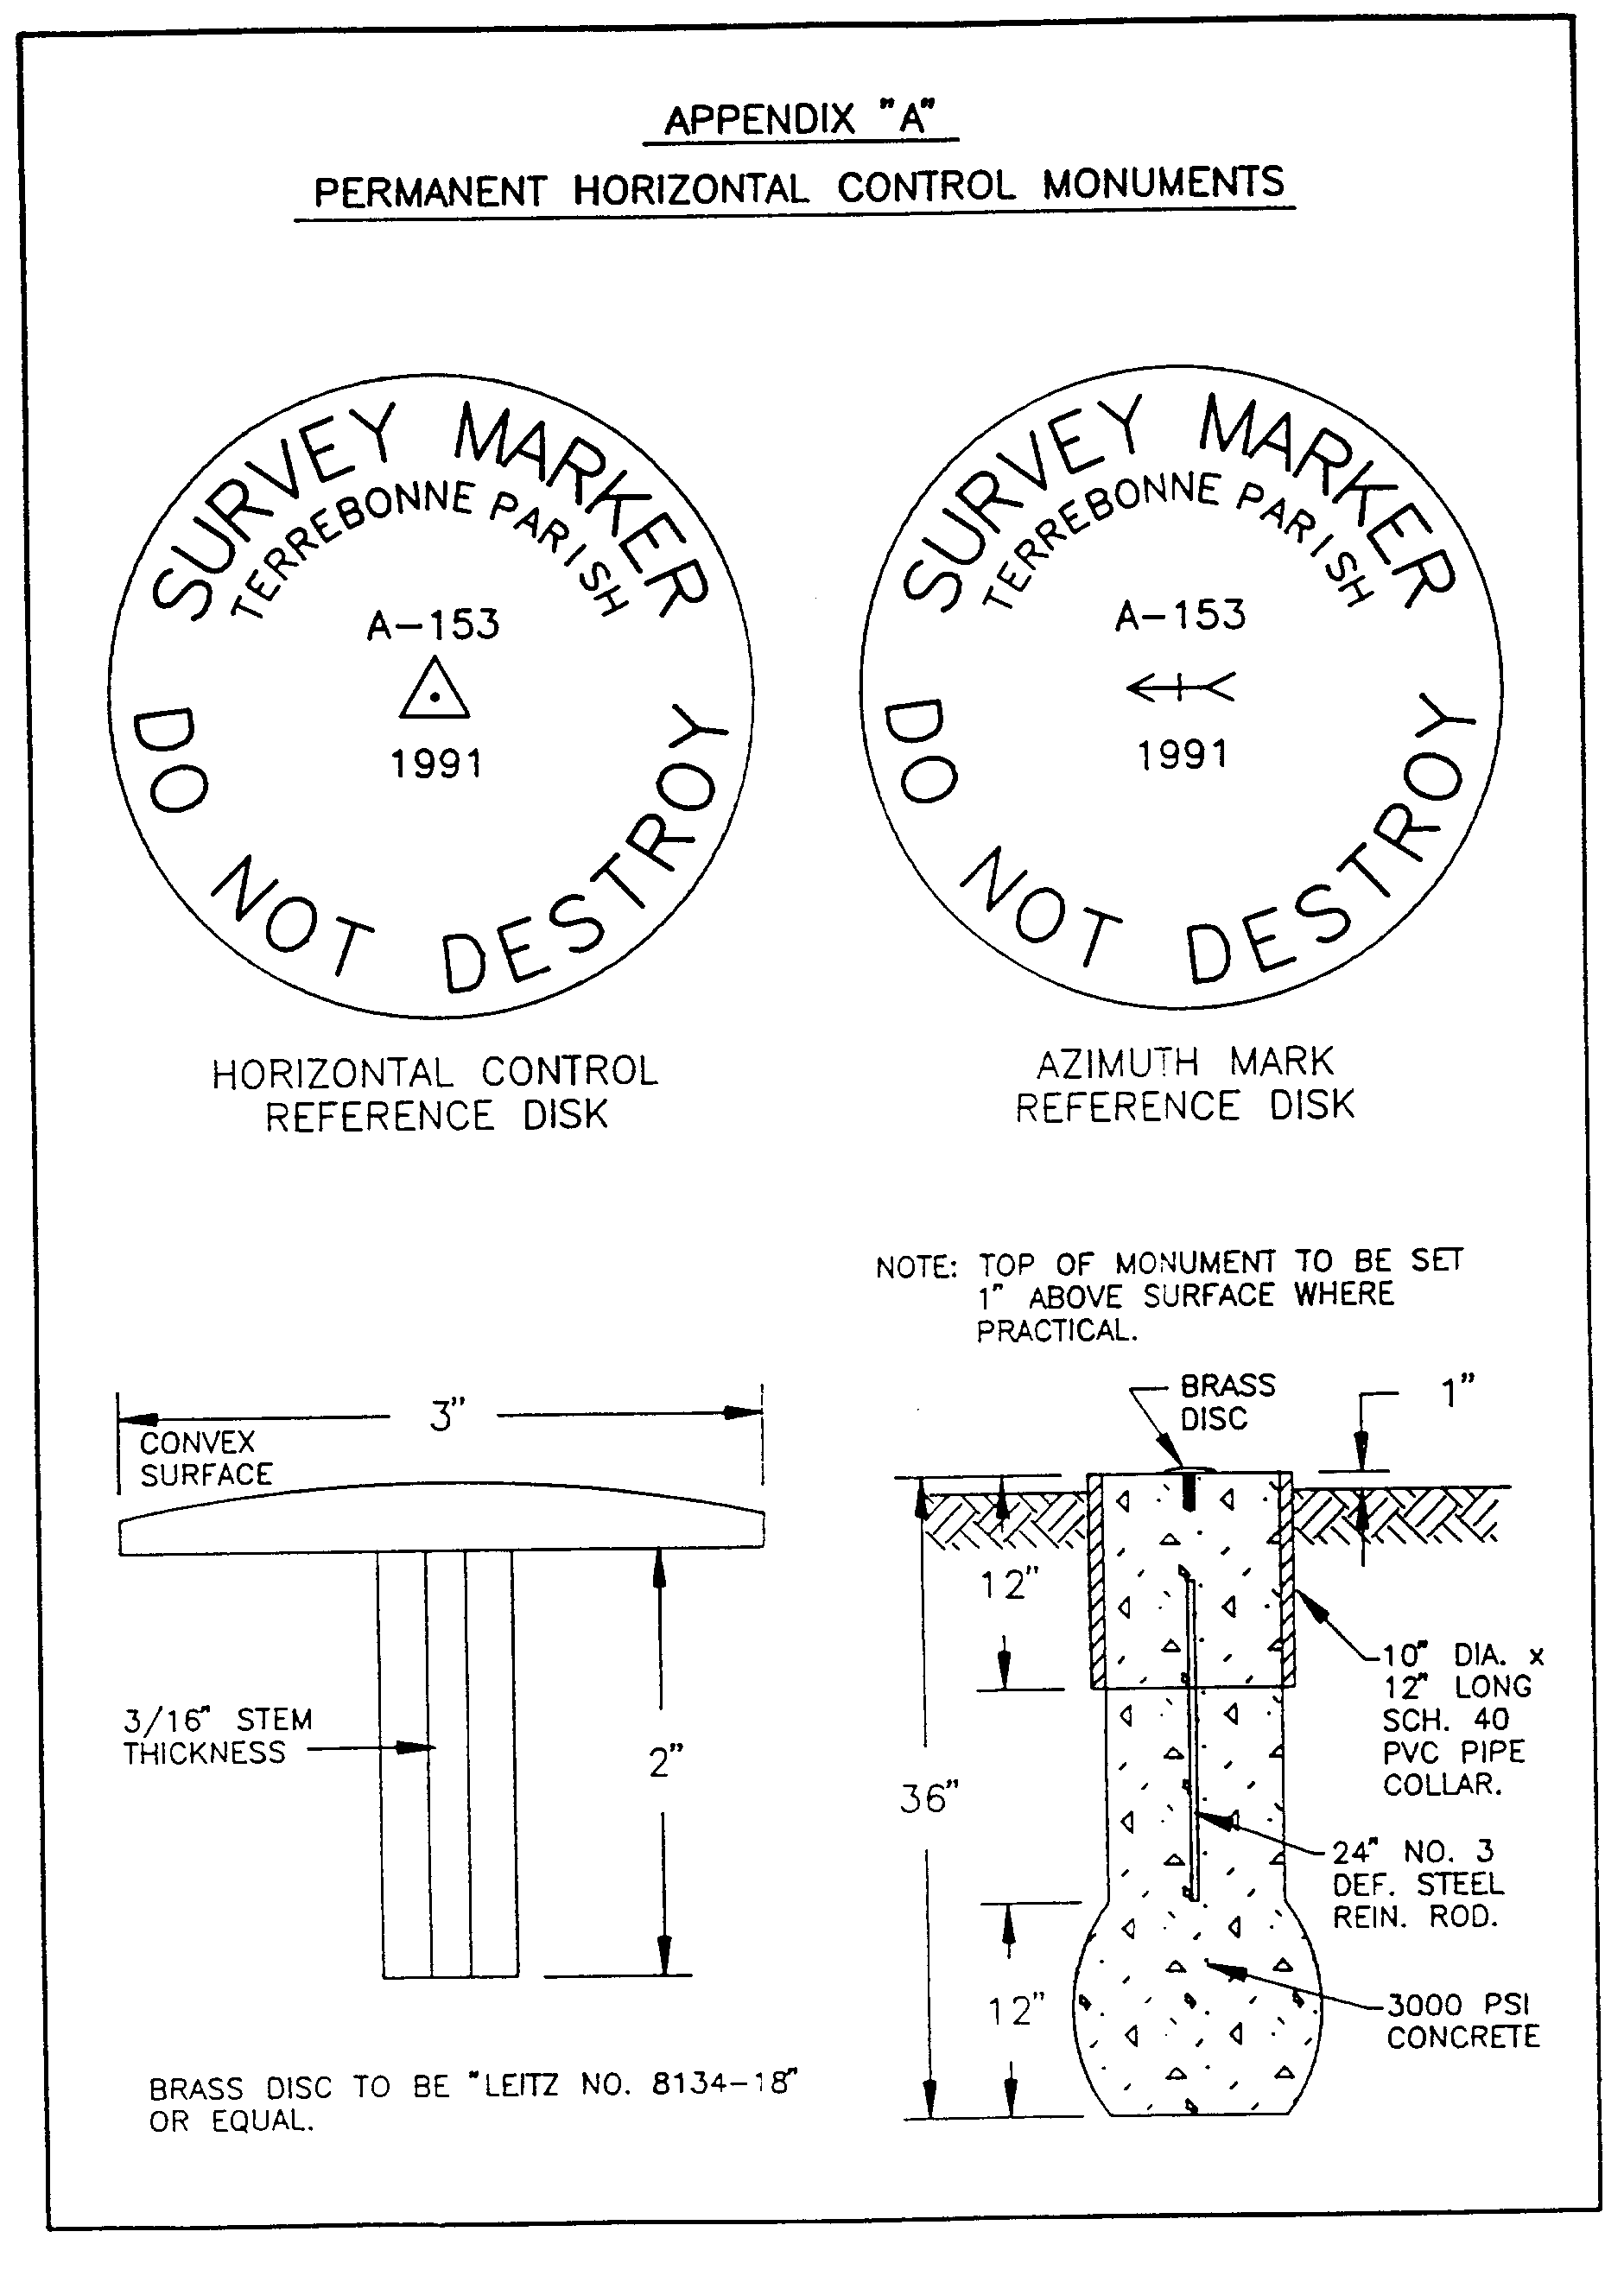 APPENDIX "A"
PERMANENT HORIZONTAL CONTROL MONUMENTS
SURVEY MARKER
TERREBONNE PARISH
A-153
1991
DO NOT DESTROY
HORIZONTAL CONTROL
REFERENCE DISK
SURVEY MARKER
TERREBONNE PARISH
A-153
1991
DO NOT DESTROY
AZIMUTH MARK
REFERENCE DISK
3"
CONVEX
SURFACE
3/16" STEM
THICKNESS
2"
BRASS DISC TO BE "LEITZ NO. 8134-18"
OR EQUAL.
NOTE: TOP OF MONUMENT TO BE SET
1" ABOVE SURFACE WHERE
PRACTICAL.
BRASS
DISC
1"
12"
10" DIA. x
12" LONG
SCH. 40
PVC PIPE
COLLAR.
36"
24" NO. 3
DEF. STEEL
REIN. ROD.
12"
3000 PSI
CONCRETE